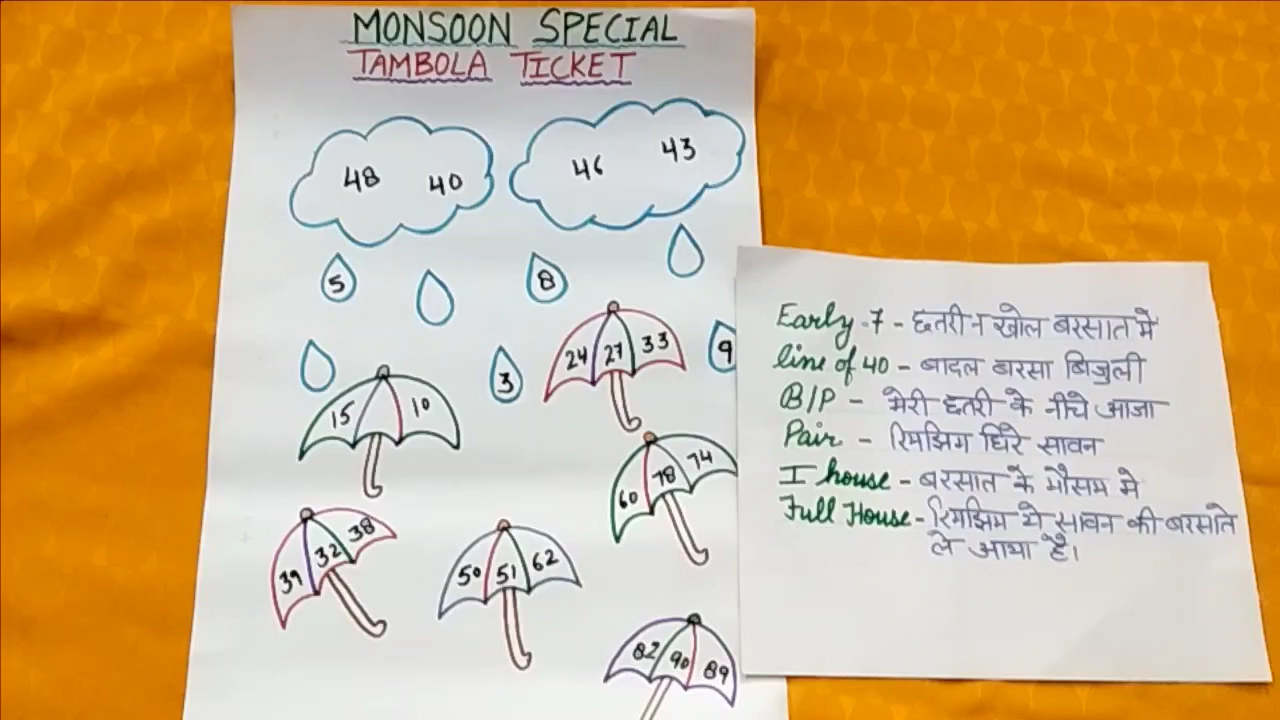 MONSOON SPECIAL
TAMBOLA TICKET
48 40
46 43
5
8
3
9
24 27 33
15 10
60 78 74
39 32 38
50 51 62
82 90 89
Early-7 - छतरी न खोल बरसात में
line of 40 - बादल बरसा बिजुली
B/P - मेरी छतरी के नीचे आजा
Pair - रिमझिम घिरे सावन
I house - बरसात के मौसम मे
Full House - रिमझिम ये सावन की बरसाते
ले आया है।